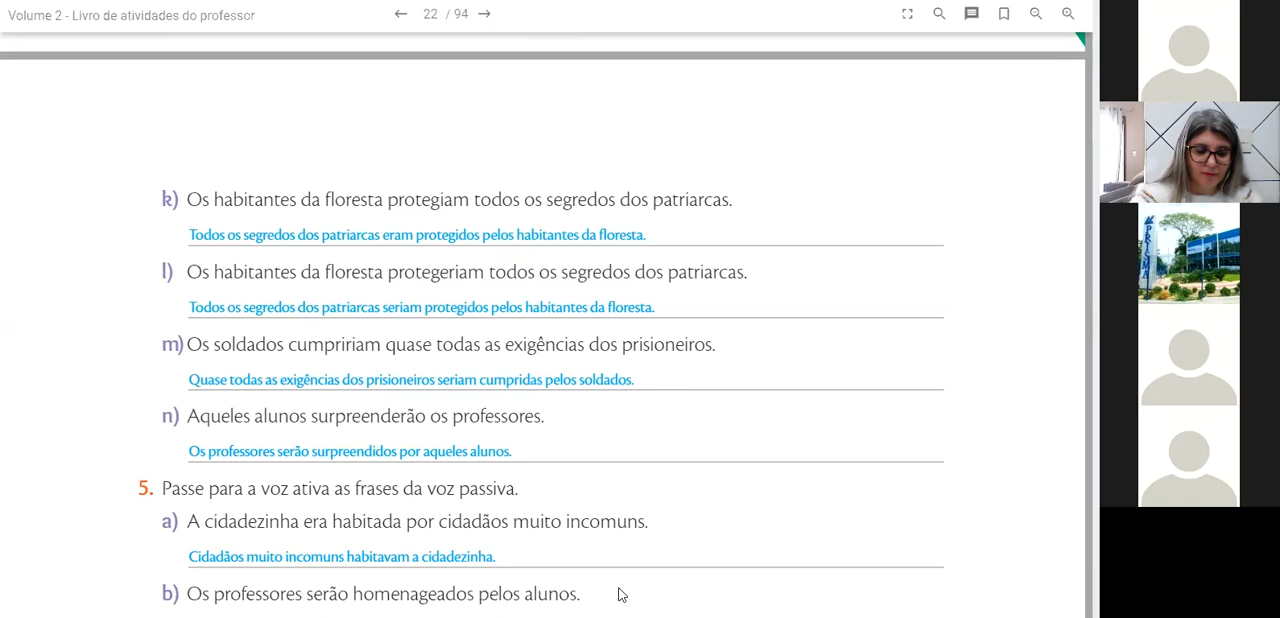 Volume 2 - Livro de atividades do professor
22 / 94
k) Os habitantes da floresta protegiam todos os segredos dos patriarcas.
Todos os segredos dos patriarcas eram protegidos pelos habitantes da floresta.
l) Os habitantes da floresta protegeriam todos os segredos dos patriarcas.
Todos os segredos dos patriarcas seriam protegidos pelos habitantes da floresta.
m) Os soldados cumpririam quase todas as exigências dos prisioneiros.
Quase todas as exigências dos prisioneiros seriam cumpridas pelos soldados.
n) Aqueles alunos surpreenderão os professores.
Os professores serão surpreendidos por aqueles alunos.
5. Passe para a voz ativa as frases da voz passiva.
a) A cidadezinha era habitada por cidadãos muito incomuns.
Cidadãos muito incomuns habitavam a cidadezinha.
b) Os professores serão homenageados pelos alunos.
PRISMA